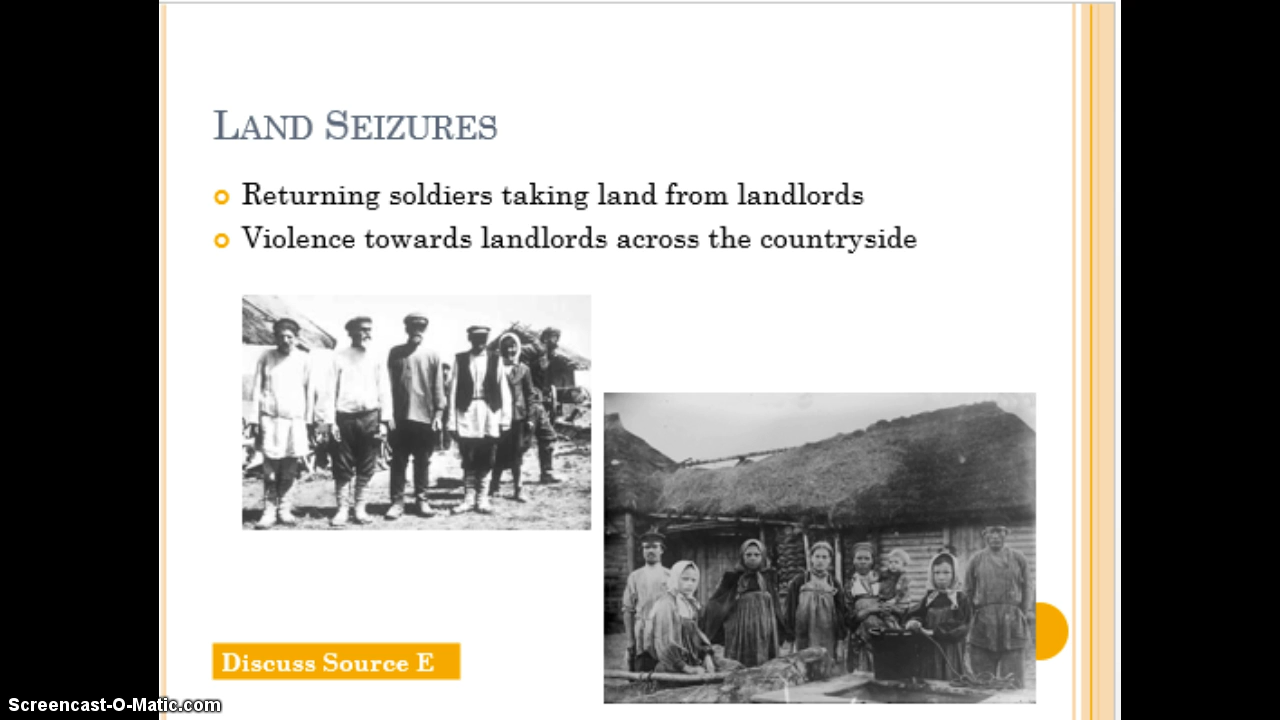 LAND SEIZURES
Returning soldiers taking land from landlords
Violence towards landlords across the countryside
Discuss Source E
Screencast-O-Matic.com